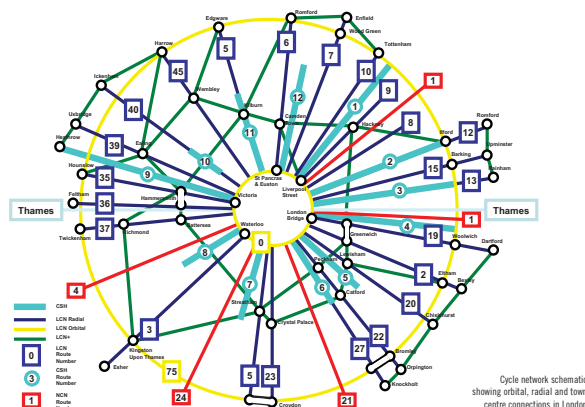 Romford
Edgware
Enfield
6
Wood Green
5
7
Harrow
Tottenham
45
10
1
Ickenham
Wembley
12
9
40
Kilburn
1
Camden
Town
8
Uxbridge
11
Hackney
Romford
39
Ilford
12
Heathrow
Ealing
10
2
Upminster
Barking
St Pancras
& Euston
Liverpool
Street
15
Hounslow
9
13
Rainham
35
3
Hammersmith
Feltham
36
Victoria
Thames
London
Bridge
1
Thames
Battersea
Waterloo
4
Twickenham
37
Richmond
0
Greenwich
19
Woolwich
Dartford
8
Lewisham
Peckham
7
5
2
Eltham
4
6
Catford
Bexley
CSH
20
LCN Radial
Streatham
LCN Orbital
Crystal Palace
Chislehurst
LCN+
3
22
0
LCN
Route
Number
Kingston
Upon Thames
27
Bromley
Esher
75
Orpington
3
CSH
Route
Number
5
23
Knockholt
24
21
1
NCN
Route
Croydon
Cycle network schematic
showing orbital, radial and town
centre connections in London